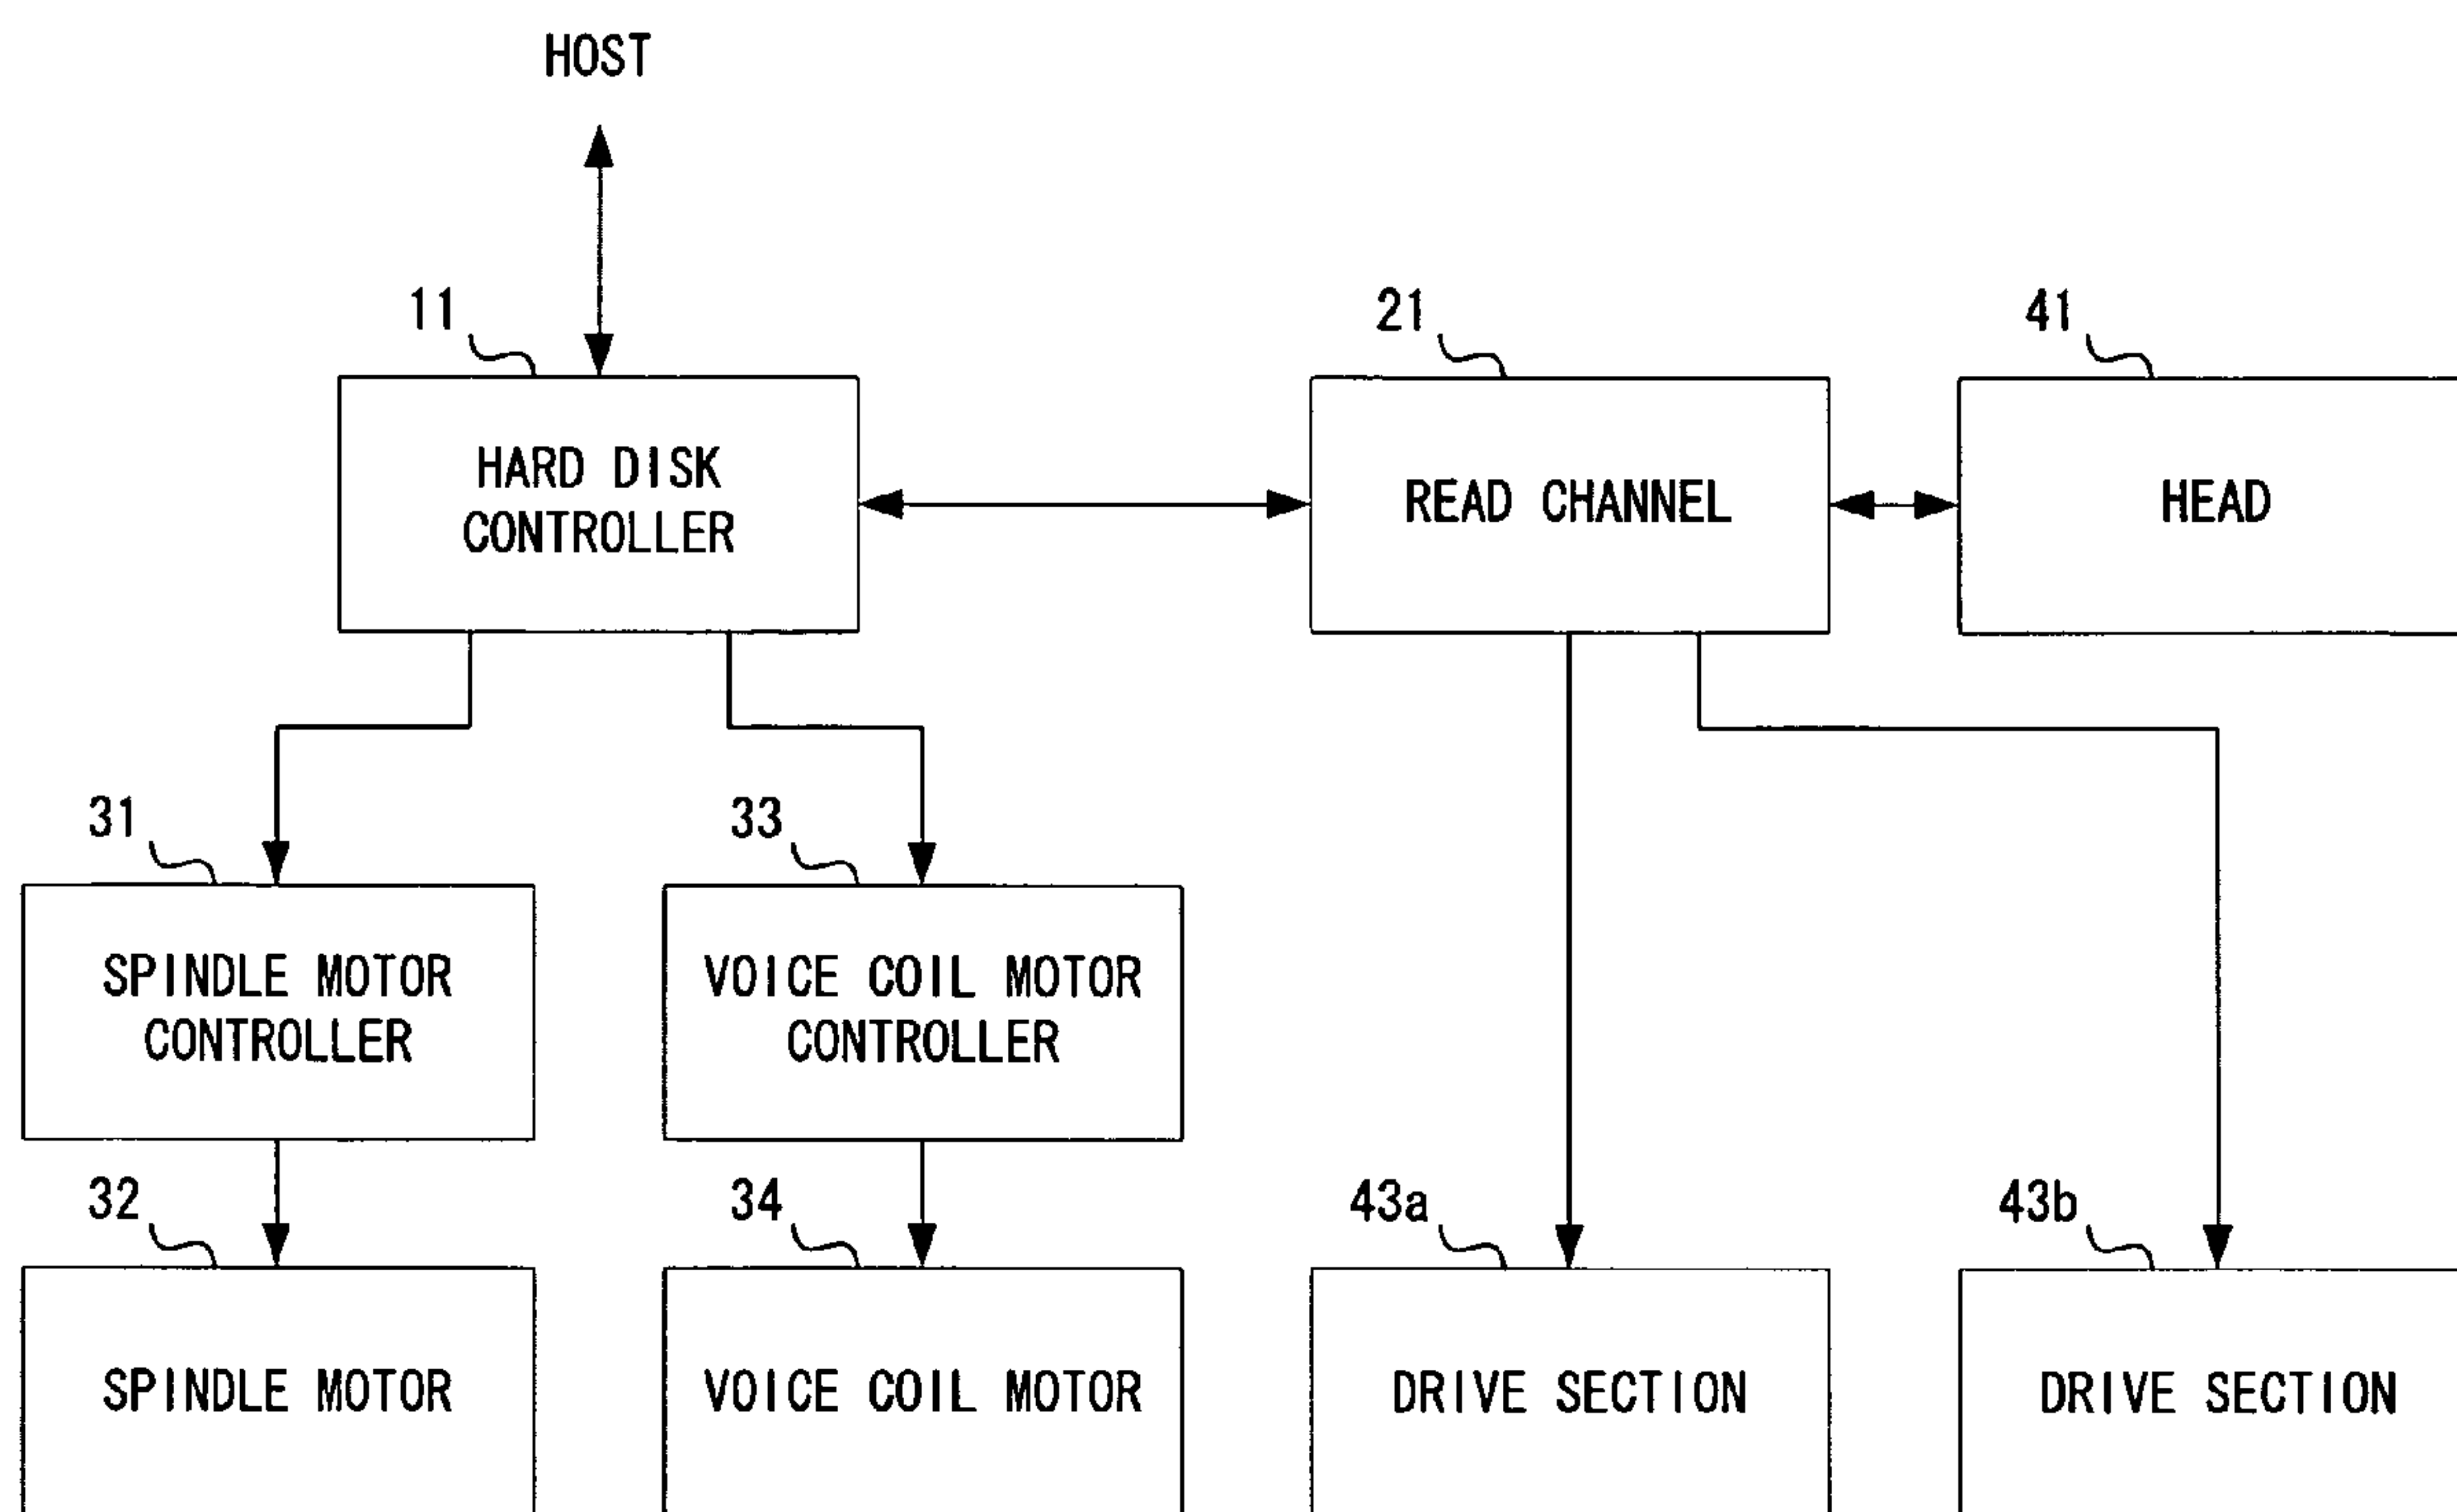 HOST
11
21
41
HARD DISK
CONTROLLER
READ CHANNEL
HEAD
31
33
SPINDLE MOTOR
CONTROLLER
VOICE COIL MOTOR
CONTROLLER
32
34
43a
43b
SPINDLE MOTOR
VOICE COIL MOTOR
DRIVE SECTION
DRIVE SECTION